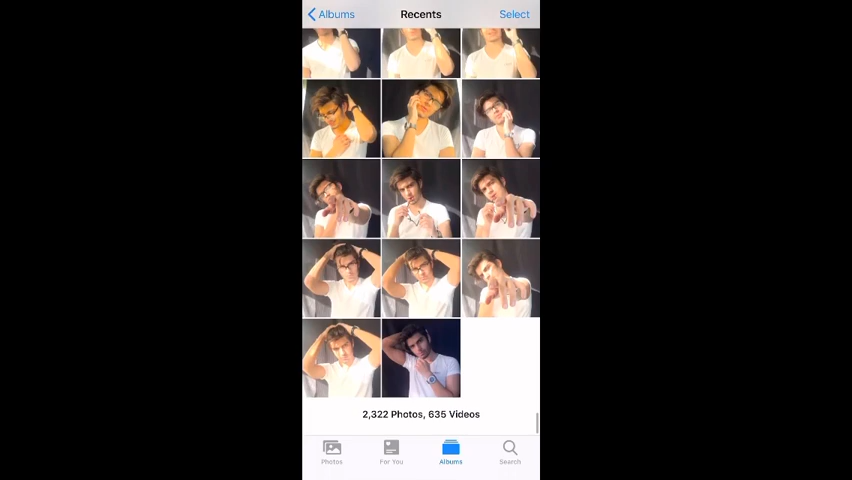 Albums
Recents
Select
2,322 Photos, 635 Videos
Photos
For You
Albums
Search